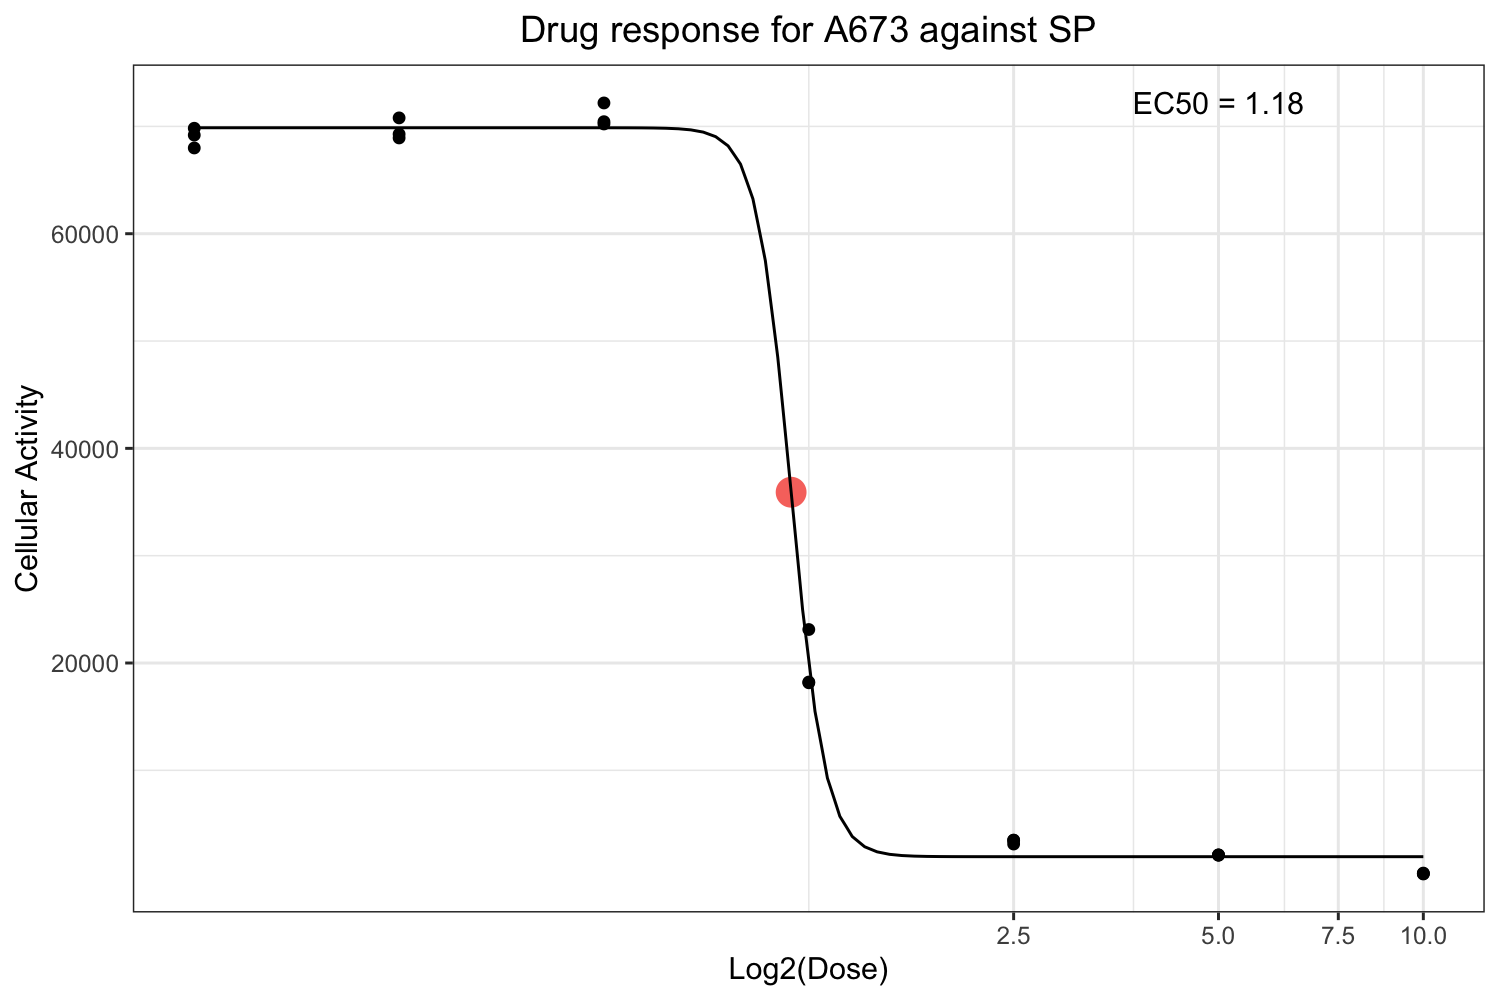 Drug response for A673 against SP
EC50 = 1.18
Cellular Activity
60000
40000
20000
2.5 5.0 7.5 10.0
Log2(Dose)